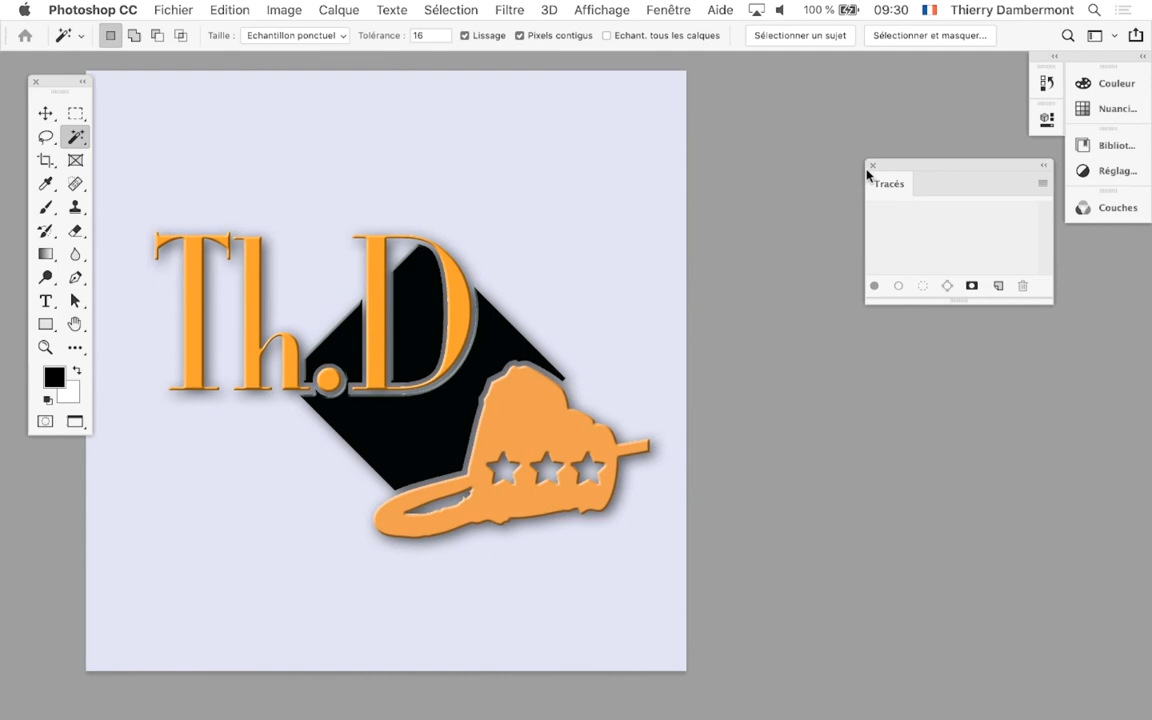 Photoshop CC Fichier Edition Image Calque Texte Sélection Filtre 3D Affichage Fenêtre Aide 100 % 09:30 Thierry Dambermont
Taille : Echantillon ponctuel Tolérance : 16 Lissage Pixels contigus Echant. tous les calques Sélectionner un sujet Sélectionner et masquer...
Couleur
Nuanci...
Bibliot...
Réglag...
Couches
Tracés
Th.D